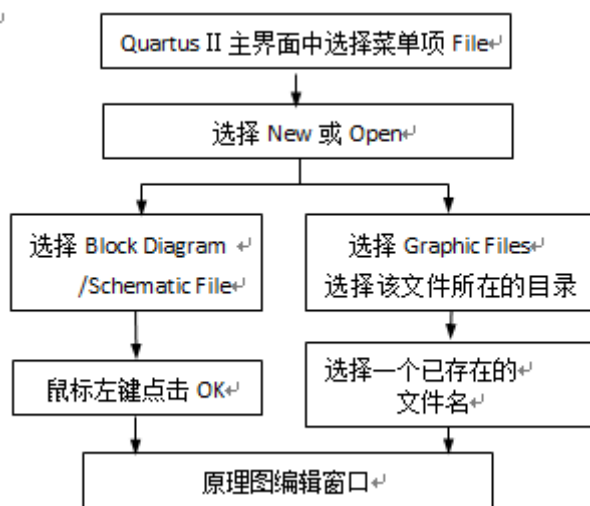 Quartus II 主界面中选择菜单项 File
选择 New 或 Open
选择 Block Diagram
/Schematic File
选择 Graphic Files
选择该文件所在的目录
鼠标左键点击 OK
选择一个已存在的
文件名
原理图编辑窗口